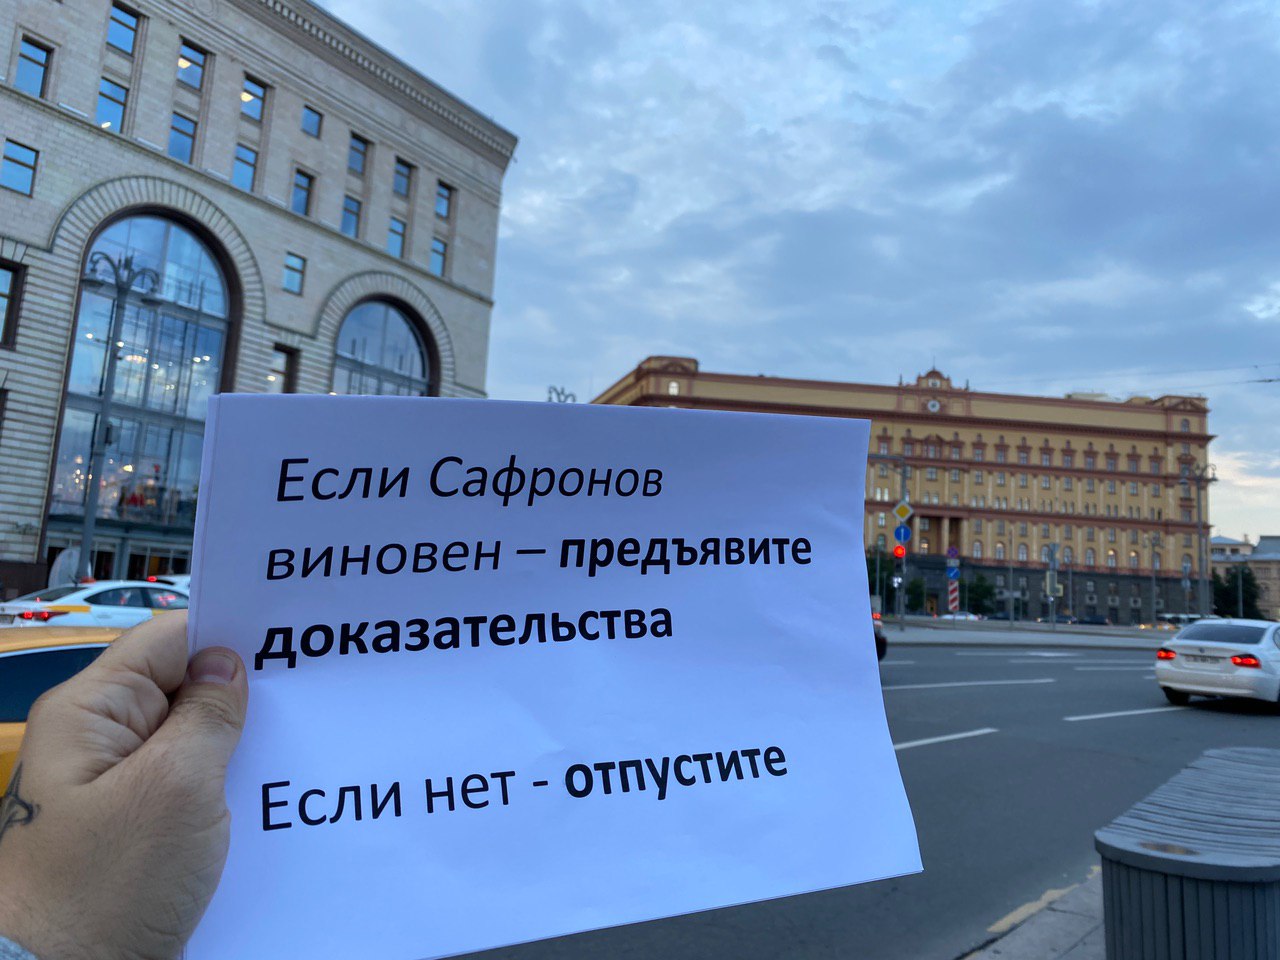 Если Сафронов
виновен – предъявите
доказательства
Если нет - отпустите